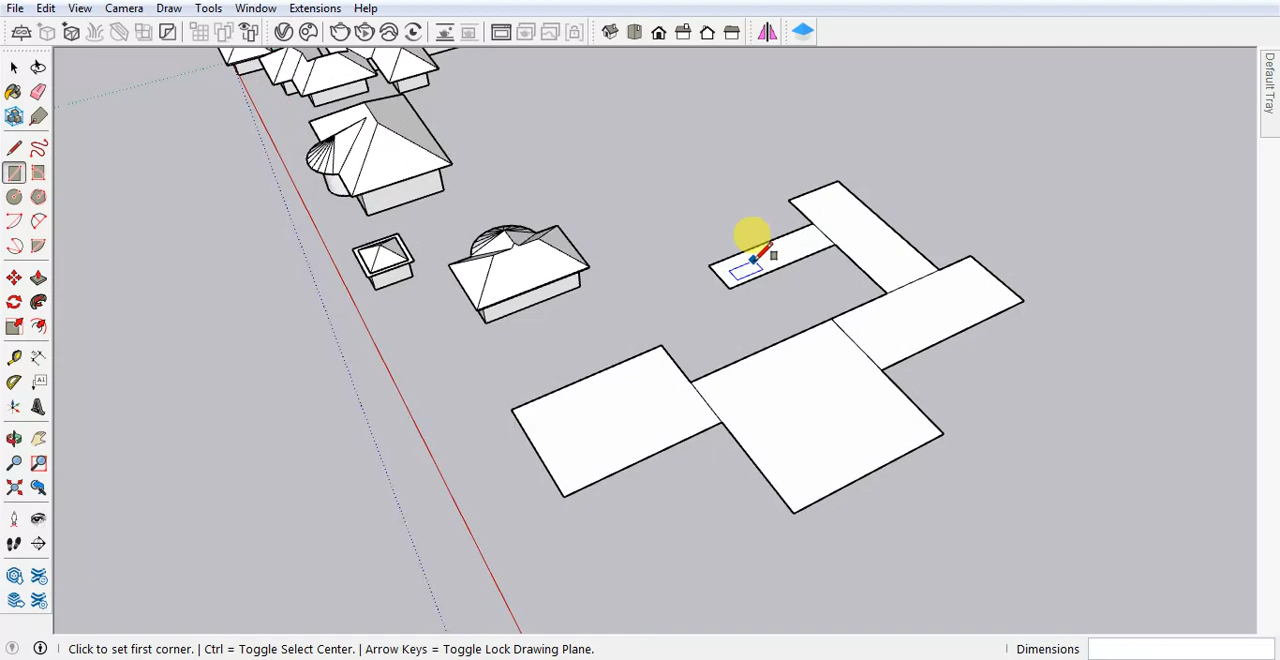 File Edit View Camera Draw Tools Window Extensions Help
Default Tray
A1
Click to set first corner. | Ctrl = Toggle Select Center. | Arrow Keys = Toggle Lock Drawing Plane.
Dimensions